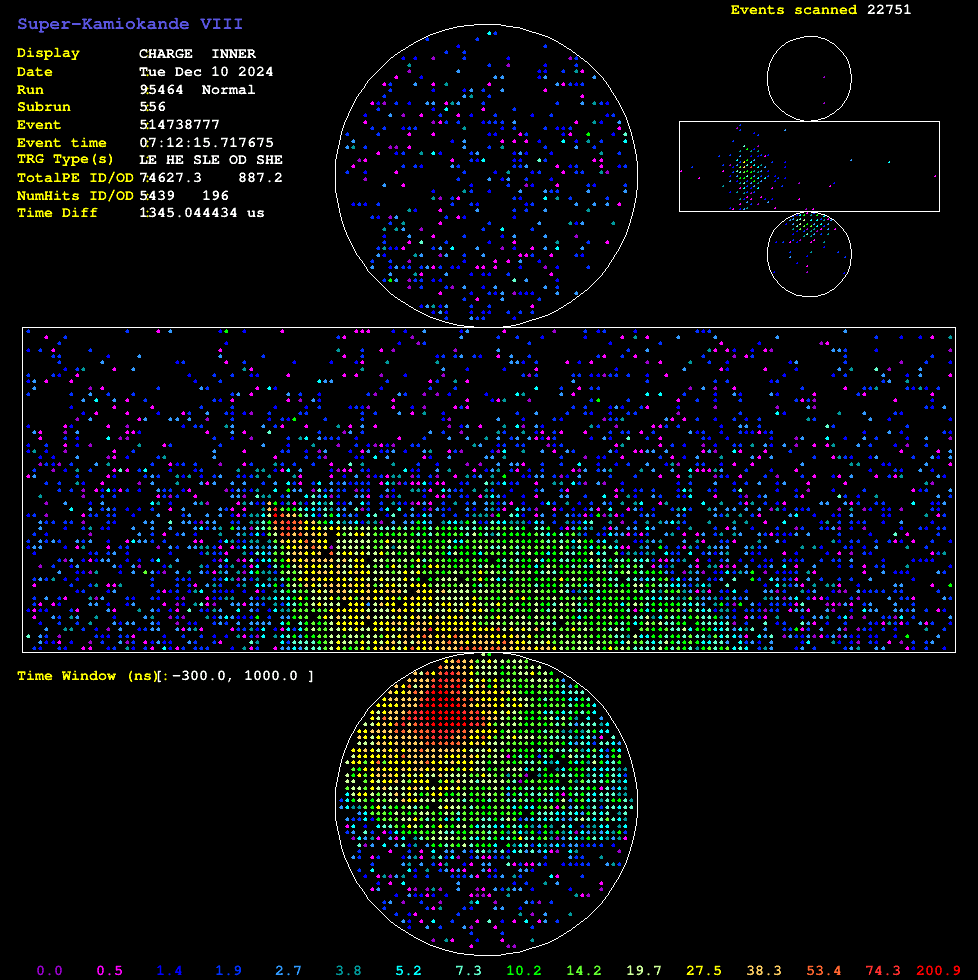 Super-Kamiokande VIII
Events scanned 22751
Display CHARGE INNER
Date Tue Dec 10 2024
Run 95464 Normal
Subrun 556
Event 514738777
Event time 07:12:15.717675
TRG Type(s) LE HE SLE OD SHE
TotalPE ID/OD 74627.3 887.2
NumHits ID/OD 5439 196
Time Diff 1345.044434 us
Time Window (ns): [ -300.0, 1000.0 ]
0.0 0.5 1.4 1.9 2.7 3.8 5.2 7.3 10.2 14.2 19.7 27.5 38.3 53.4 74.3 200.9